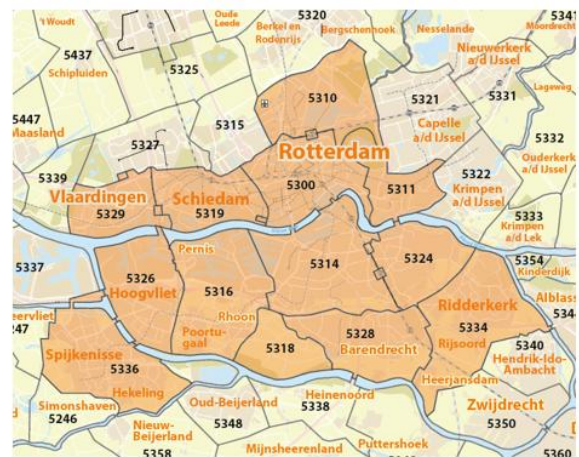 't Woudt
Oude
Leede
5320
Berkel en
Rodenrijs
Bergschenhoek
Nesselande
5341
Moordrecht
5437
Schipluiden
5325
Nieuwerkerk
a/d IJssel
5310
5321
5331
Lageweg
5447
Maasland
5315
Capelle
a/d IJssel
5327
5332
Ouderkerk
a/d IJssel
Rotterdam
5339
5322
Krimpen
a/d IJssel
Vlaardingen
5329
Schiedam
5319
5300
5311
5333
Krimpen
a/d Lek
Pernis
5324
5354
Kinderdijk
5337
5326
Hoogvliet
5314
5316
Alblass
Ridderkerk
5334
Rijsoord
Rhoon
Poortu-
gaal
5318
5328
Barendrecht
5340
Hendrik-Ido-
Ambacht
Spijkenisse
5336
Hekeling
Heerjansdam
Simonshaven
5246
Oud-Beijerland
5348
Heinenoord
5338
Zwijdrecht
5350
Nieuw-
Beijerland
5358
Mijnsheerenland
Puttershoek
5360